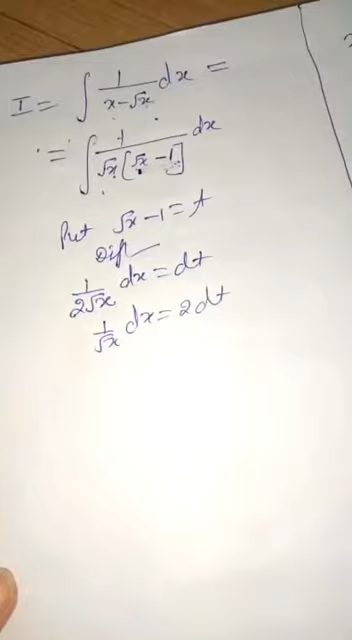 I = ∫ 1/(x-√x) dx =
= ∫ 1/(√x[√x - 1]) dx
Put √x - 1 = t
Diff
1/(2√x) dx = dt
1/√x dx = 2dt